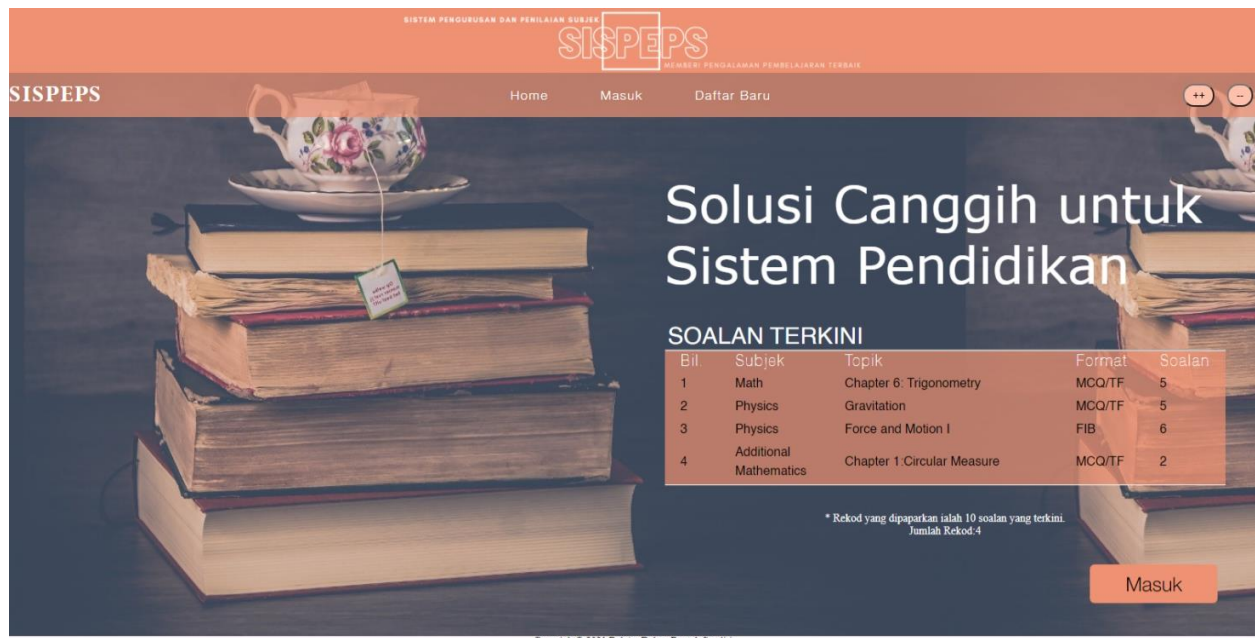 SISTEM PENGURUSAN DAN PENILAIAN SUBJEK
SISPEPS
MEMBERI PENGALAMAN PEMBELAJARAN TERBAIK
SISPEPS Home Masuk Daftar Baru ++ --
Solusi Canggih untuk
Sistem Pendidikan
SOALAN TERKINI
Bil. Subjek Topik Format Soalan
1 Math Chapter 6: Trigonometry MCQ/TF 5
2 Physics Gravitation MCQ/TF 5
3 Physics Force and Motion I FIB 6
4 Additional Mathematics Chapter 1:Circular Measure MCQ/TF 2
* Rekod yang dipaparkan ialah 10 soalan yang terkini.
Jumlah Rekod:4
Masuk